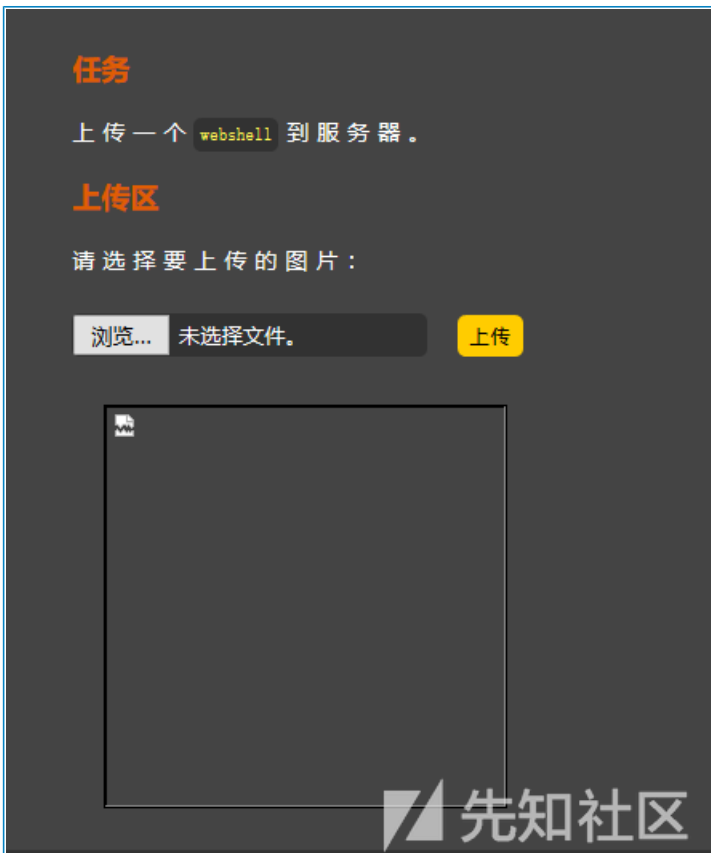 任务
上传一个 webshell 到服务器。
上传区
请选择要上传的图片：
浏览... 未选择文件。 上传
先知社区